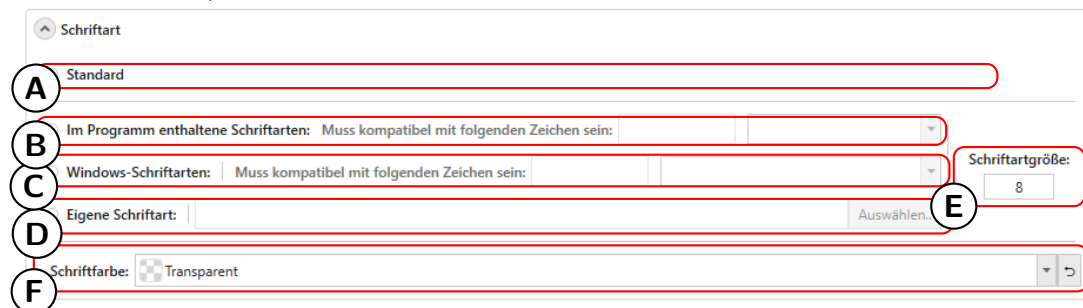 Schriftart
A Standard
B Im Programm enthaltene Schriftarten: Muss kompatibel mit folgenden Zeichen sein:
C Windows-Schriftarten: Muss kompatibel mit folgenden Zeichen sein:
Schriftartgröße:
8
D Eigene Schriftart: Auswählen... E
F Schriftfarbe: Transparent